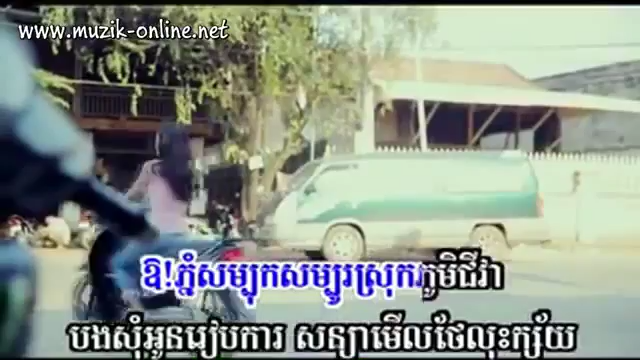 www.muzik-online.net
ឱ!ភ្នំសម្បុកសម្បូរស្រុកភូមិជីវា
បងសុំអូនរៀបការ សន្យាមើលថែលុះក្ស័យ